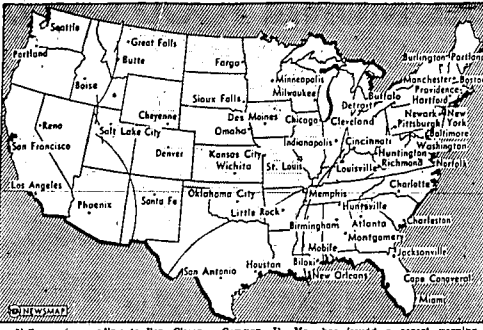 Seattle
Portland
Great Falls
Butte
Boise
Fargo
Minneapolis
Milwaukee
Sioux Falls
Burlington
Portland
Manchester
Boston
Providence
Hartford
Buffalo
Detroit
Cheyenne
Des Moines
Omaha
Chicago
Cleveland
Newark
New York
Pittsburgh
Baltimore
Reno
Salt Lake City
San Francisco
Denver
Indianapolis
Cincinnati
Washington
Huntington
Kansas City
Wichita
St. Louis
Louisville
Richmond
Norfolk
Los Angeles
Phoenix
Santa Fe
Oklahoma City
Memphis
Charlotte
Little Rock
Huntsville
Birmingham
Atlanta
Charleston
Montgomery
San Antonio
Houston
Mobile
Biloxi
New Orleans
Jacksonville
Cape Canaveral
Miami
NEWSMAP